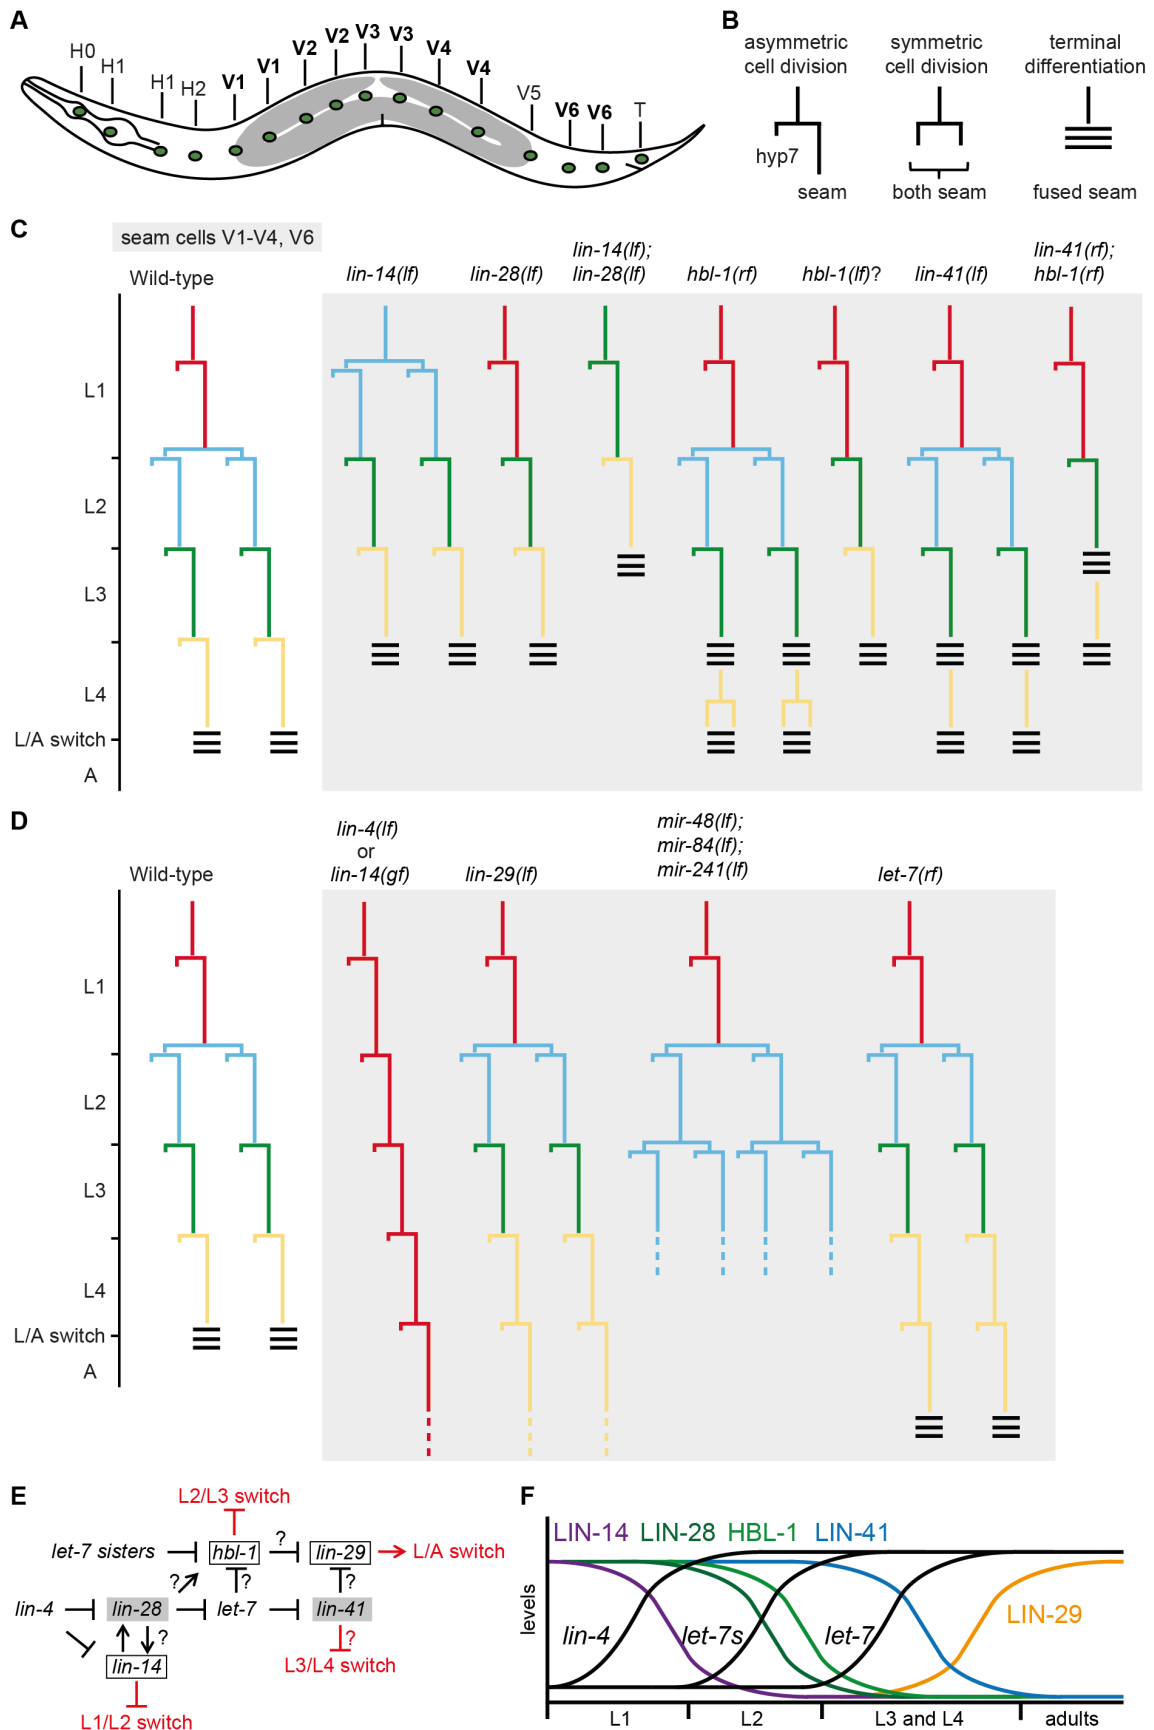 A
H0
H1
H1
H2
V1
V1
V2
V2
V3
V3
V4
V4
V5
V6
V6
T
B
asymmetric
cell division
hyp7
seam
symmetric
cell division
both seam
terminal
differentiation
fused seam
C
seam cells V1-V4, V6
Wild-type
lin-14(lf)
lin-28(lf)
lin-14(lf);
lin-28(lf)
hbl-1(rf)
hbl-1(lf)?
lin-41(lf)
lin-41(rf);
hbl-1(rf)
L1
L2
L3
L4
L/A switch
A
D
Wild-type
lin-4(lf)
or
lin-14(gf)
lin-29(lf)
mir-48(lf);
mir-84(lf);
mir-241(lf)
let-7(rf)
L1
L2
L3
L4
L/A switch
A
E
L2/L3 switch
let-7 sisters
hbl-1
?
lin-29
L/A switch
?
?
?
lin-4
lin-28
let-7
lin-41
?
?
lin-14
L3/L4 switch
L1/L2 switch
F
LIN-14 LIN-28 HBL-1 LIN-41
levels
lin-4
let-7s
let-7
LIN-29
L1
L2
L3 and L4
adults